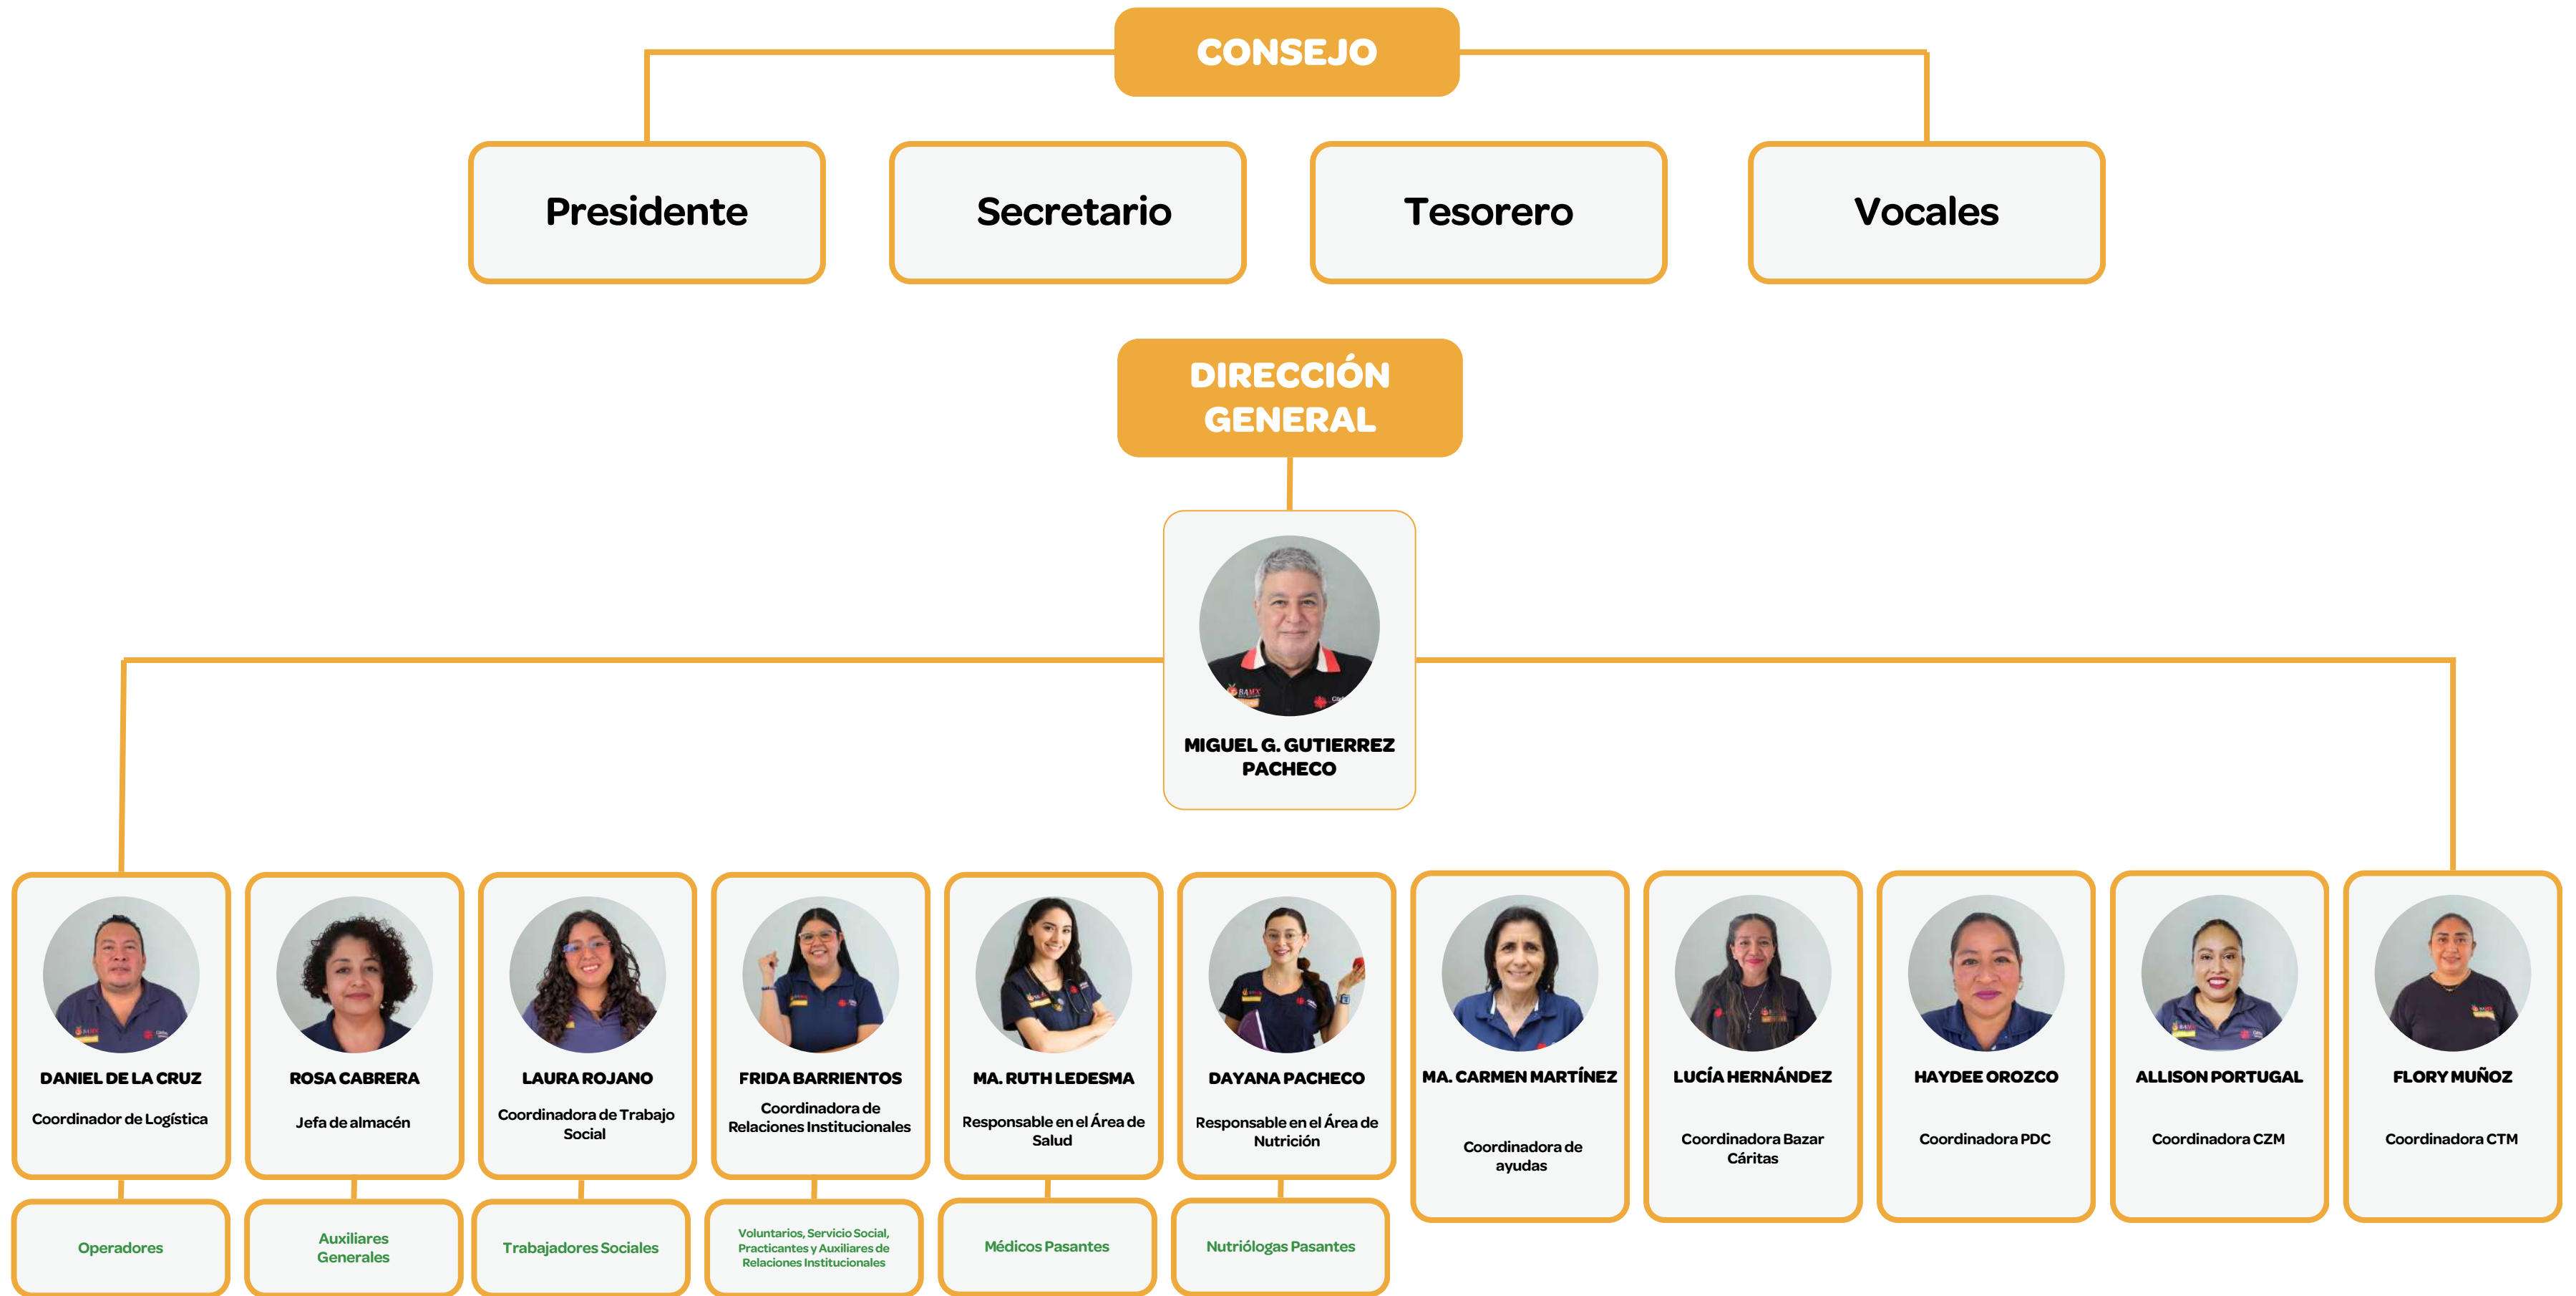 CONSEJO
Presidente
Secretario
Tesorero
Vocales
DIRECCIÓN
GENERAL
BAMX
MIGUEL G. GUTIERREZ
PACHECO
DANIEL DE LA CRUZ
Coordinador de Logística
Operadores
ROSA CABRERA
Jefa de almacén
Auxiliares
Generales
LAURA ROJANO
Coordinadora de Trabajo
Social
Trabajadores Sociales
FRIDA BARRIENTOS
Coordinadora de
Relaciones Institucionales
Voluntarios, Servicio Social,
Practicantes y Auxiliares de
Relaciones Institucionales
MA. RUTH LEDESMA
Responsable en el Área de
Salud
Médicos Pasantes
DAYANA PACHECO
Responsable en el Área de
Nutrición
Nutriólogas Pasantes
MA. CARMEN MARTÍNEZ
Coordinadora de
ayudas
LUCÍA HERNÁNDEZ
Coordinadora Bazar
Cáritas
HAYDEE OROZCO
Coordinadora PDC
ALLISON PORTUGAL
Coordinadora CZM
FLORY MUÑOZ
Coordinadora CTM